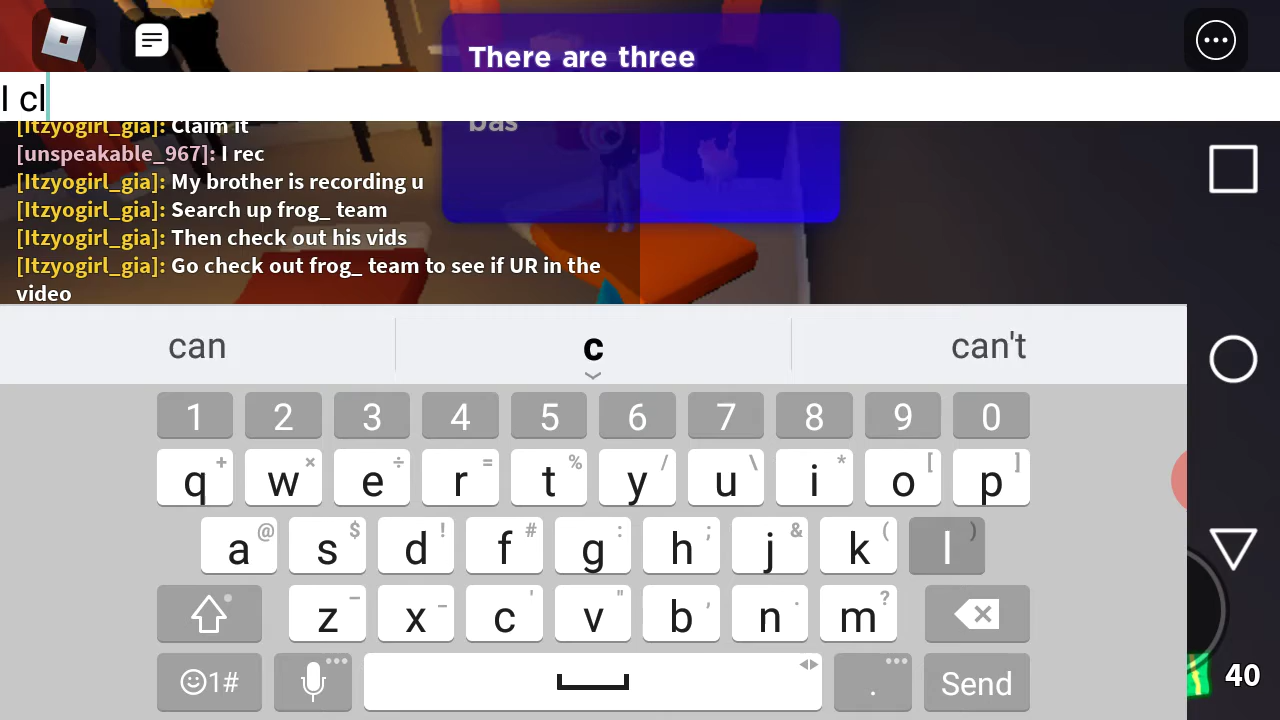 There are three
I cl
bas
[Itzyogirl_gia]: Claim it
[unspeakable_967]: I rec
[Itzyogirl_gia]: My brother is recording u
[Itzyogirl_gia]: Search up frog_ team
[Itzyogirl_gia]: Then check out his vids
[Itzyogirl_gia]: Go check out frog_ team to see if UR in the
video
can c can't
1 2 3 4 5 6 7 8 9 0
q + w × e ÷ r = t % y / u \ i * o [ p ]
a @ s $ d ! f # g : h ; j & k ( l )
z – x - c ' v " b , n . m ?
1# . Send
40